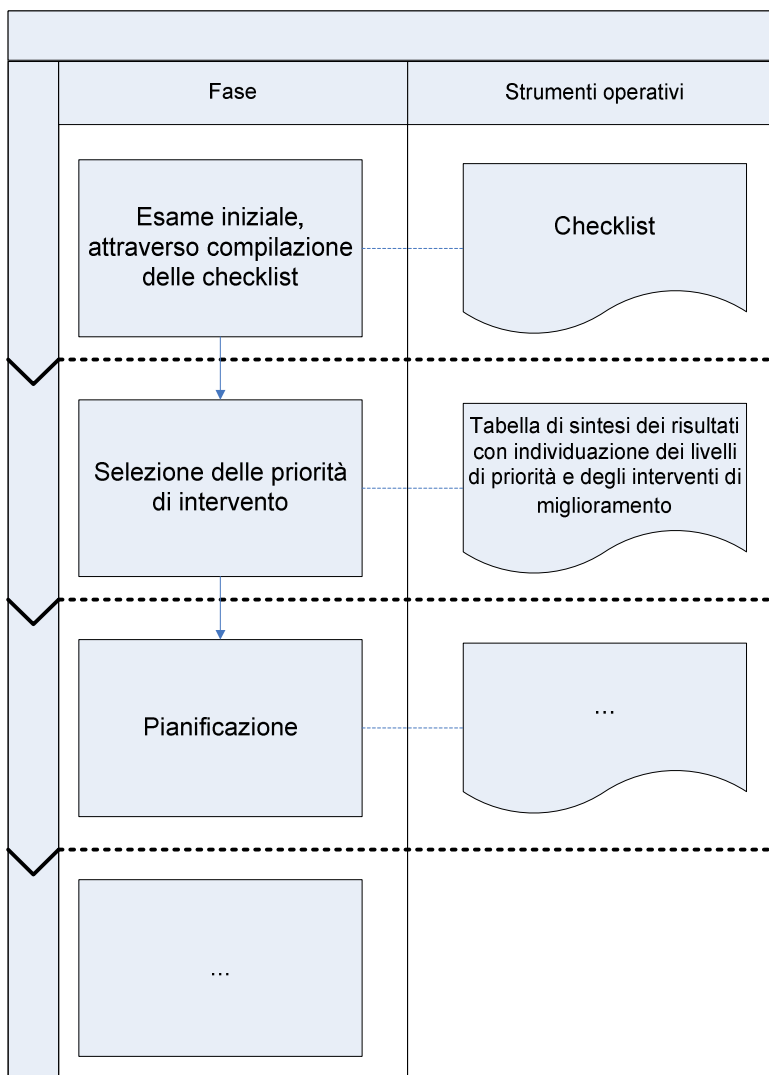 Fase
Strumenti operativi
Esame iniziale,
attraverso compilazione
delle checklist
Checklist
Selezione delle priorità
di intervento
Tabella di sintesi dei risultati
con individuazione dei livelli
di priorità e degli interventi di
miglioramento
Pianificazione
...
...